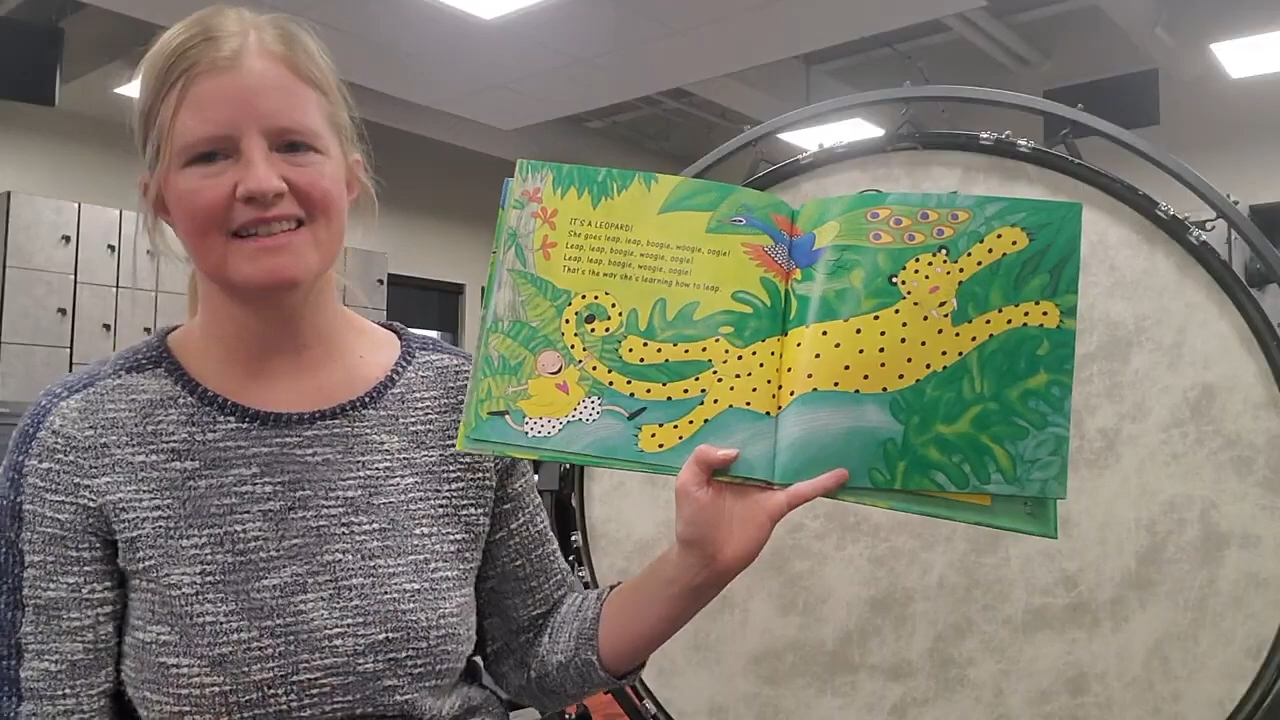 IT'S A LEOPARD!
She goes leap, leap, boogie, woogie, oogie!
Leap, leap, boogie, woogie, oogie!
Leap, leap, boogie, woogie, oogie!
That's the way she's learning how to leap.